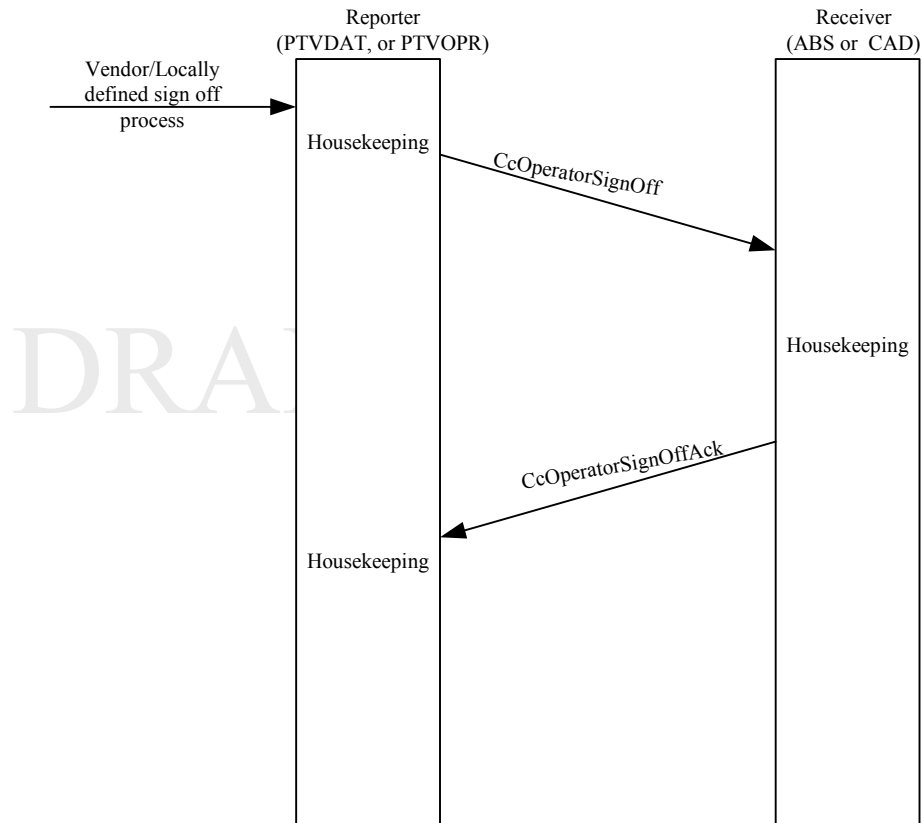 Reporter
(PTVDAT, or PTVOPR)
Receiver
(ABS or CAD)
Vendor/Locally
defined sign off
process
Housekeeping
CcOperatorSignOff
Housekeeping
CcOperatorSignOffAck
Housekeeping
DRA